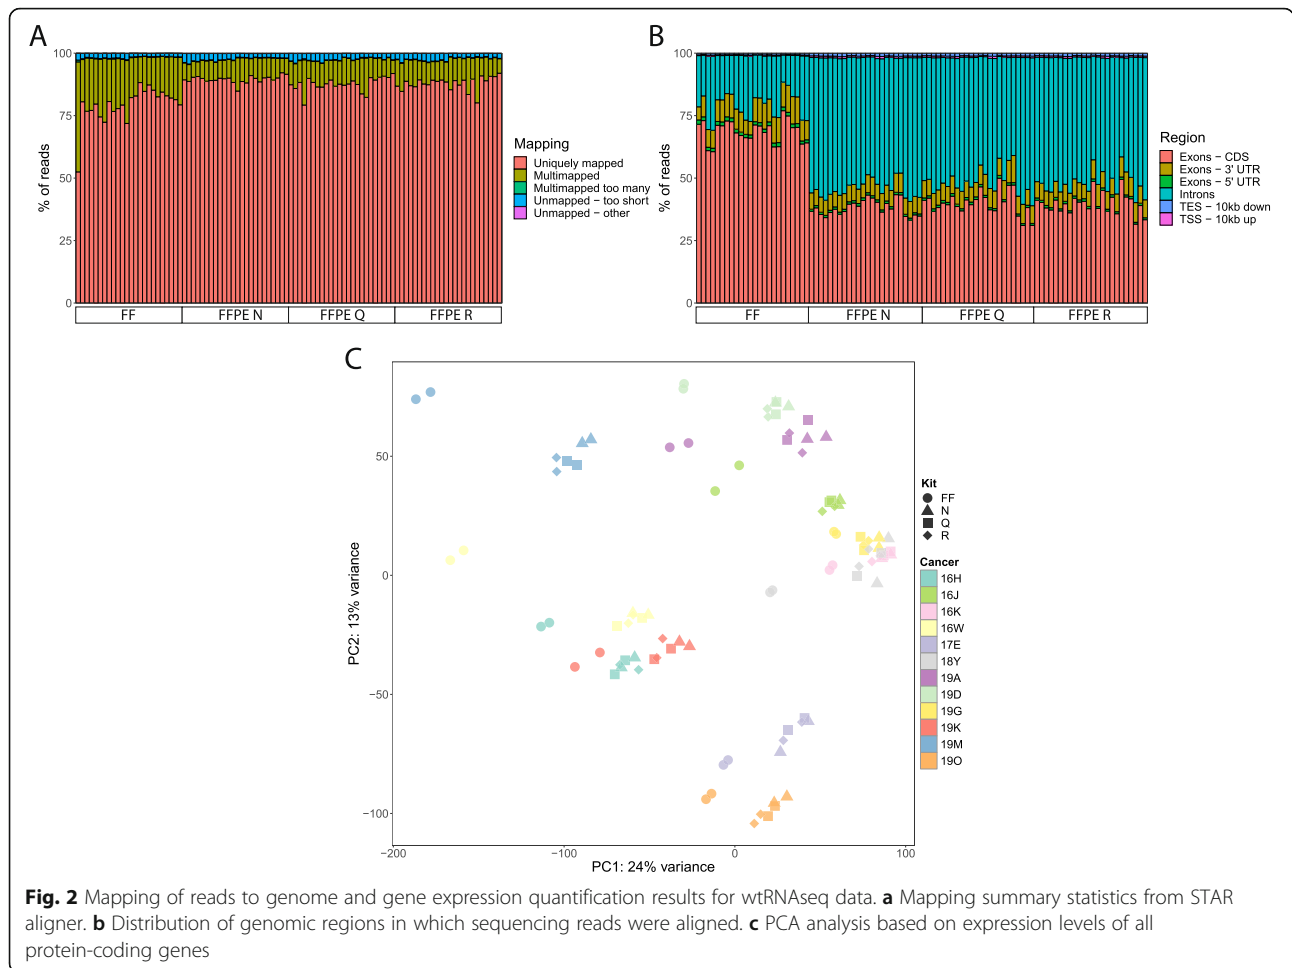 A
100
75
50
25
0
% of reads
FF
FFPE N
FFPE Q
FFPE R
Mapping
Uniquely mapped
Multimapped
Multimapped too many
Unmapped − too short
Unmapped − other
B
100
75
50
25
0
% of reads
FF
FFPE N
FFPE Q
FFPE R
Region
Exons − CDS
Exons − 3' UTR
Exons − 5' UTR
Introns
TES − 10kb down
TSS − 10kb up
C
50
0
−50
−100
PC2: 13% variance
−200
−100
0
100
PC1: 24% variance
Kit
FF
N
Q
R
Cancer
16H
16J
16K
16W
17E
18Y
19A
19D
19G
19K
19M
19O
Fig. 2 Mapping of reads to genome and gene expression quantification results for wtRNAseq data. a Mapping summary statistics from STAR
aligner. b Distribution of genomic regions in which sequencing reads were aligned. c PCA analysis based on expression levels of all
protein-coding genes